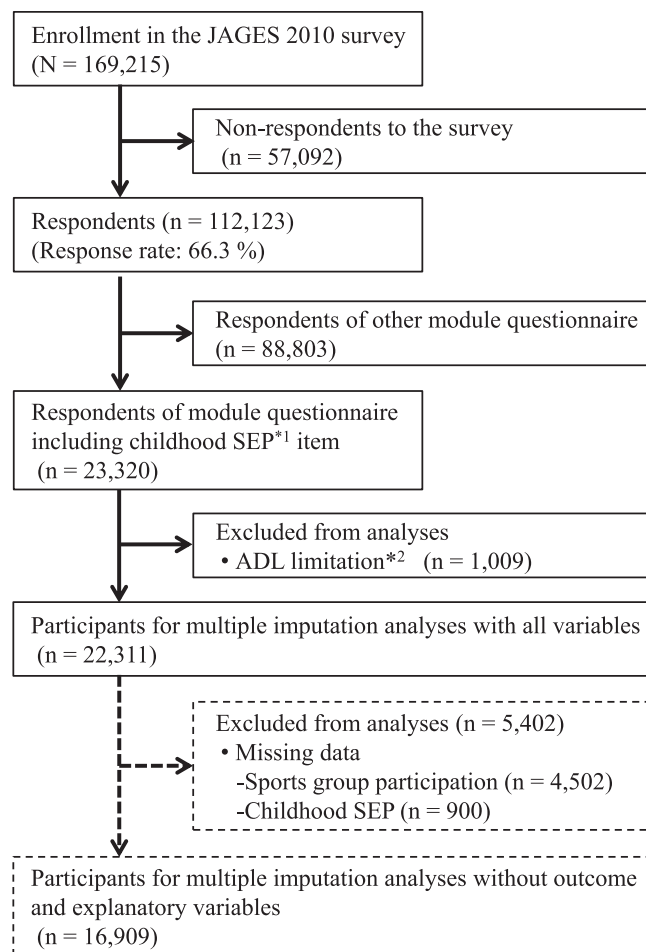 Enrollment in the JAGES 2010 survey
(N = 169,215)
Non-respondents to the survey
(n = 57,092)
Respondents (n = 112,123)
(Response rate: 66.3 %)
Respondents of other module questionnaire
(n = 88,803)
Respondents of module questionnaire
including childhood SEP*1 item
(n = 23,320)
Excluded from analyses
• ADL limitation*2 (n = 1,009)
Participants for multiple imputation analyses with all variables
(n = 22,311)
Excluded from analyses (n = 5,402)
• Missing data
-Sports group participation (n = 4,502)
-Childhood SEP (n = 900)
Participants for multiple imputation analyses without outcome
and explanatory variables
(n = 16,909)